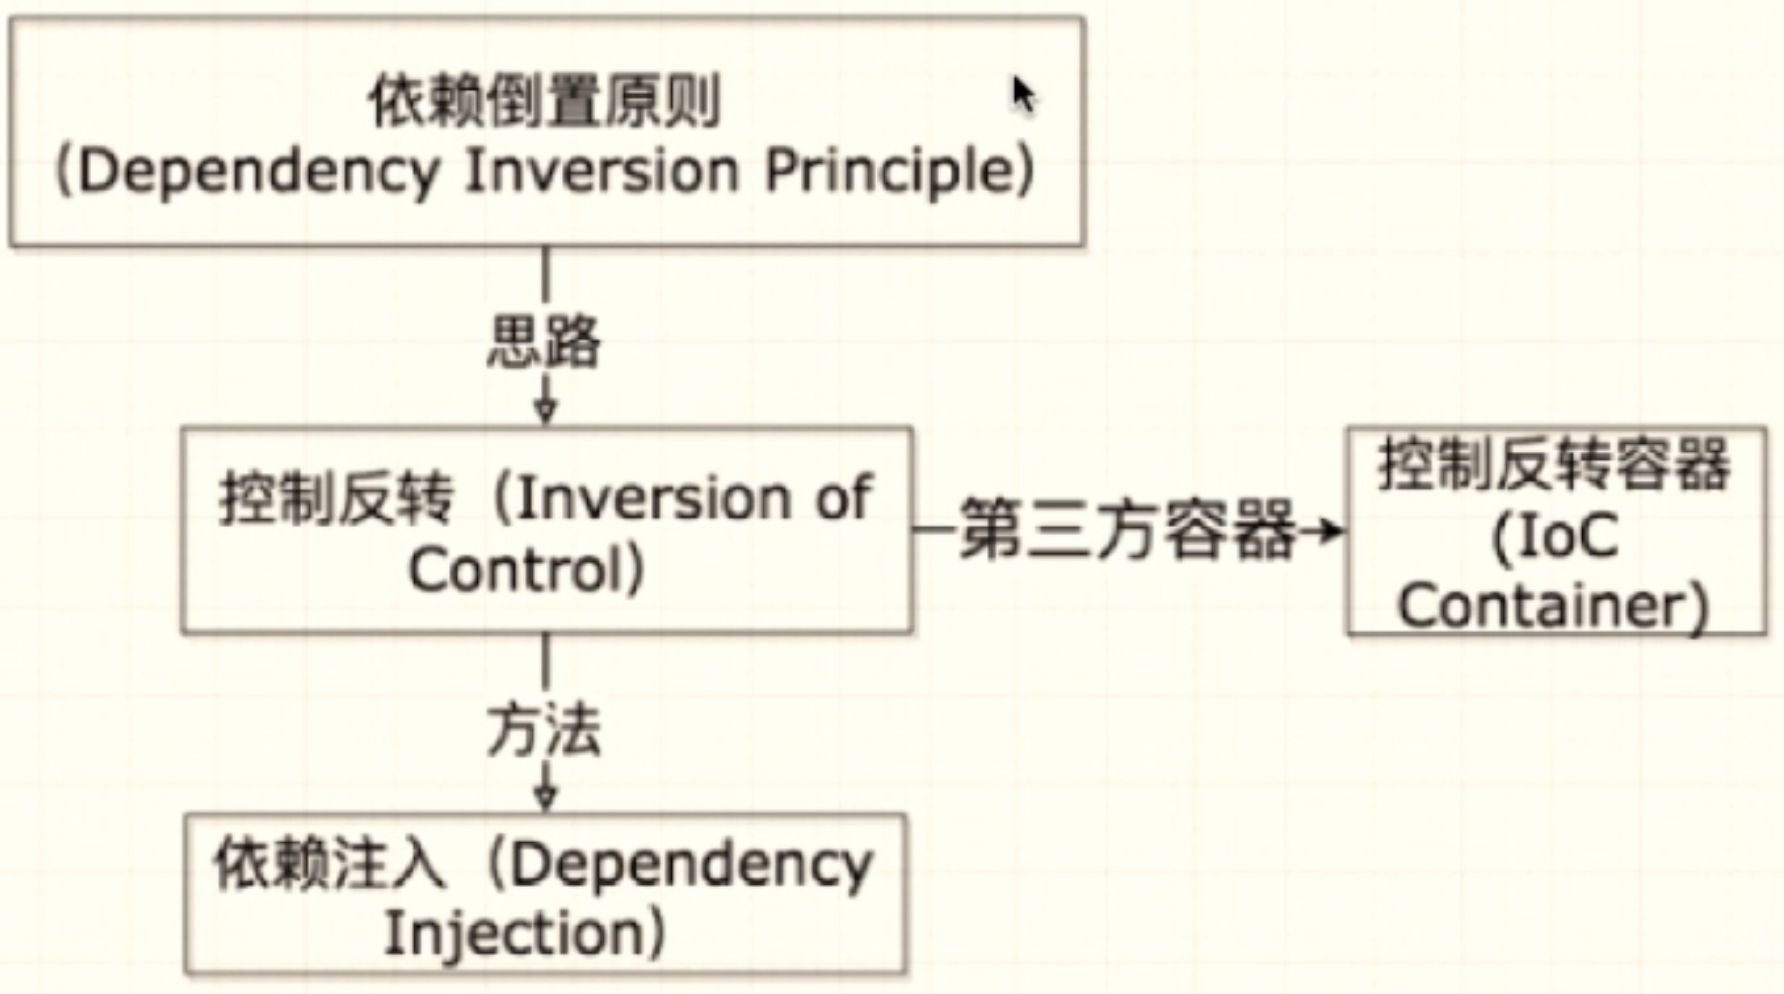 依赖倒置原则
(Dependency Inversion Principle)
思路
控制反转（Inversion of
Control)
第三方容器
控制反转容器
(IoC
Container)
方法
依赖注入（Dependency
Injection)